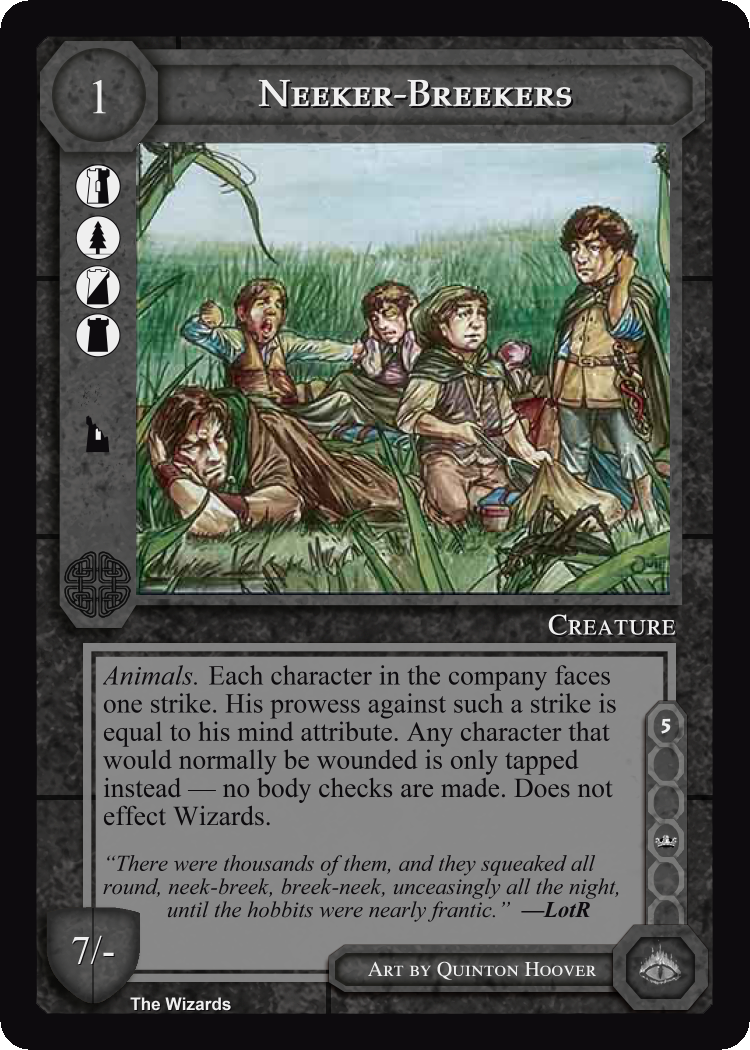 1
Neeker-Breekers
Creature
Animals. Each character in the company faces
one strike. His prowess against such a strike is
equal to his mind attribute. Any character that
would normally be wounded is only tapped
instead — no body checks are made. Does not
effect Wizards.
5
“There were thousands of them, and they squeaked all
round, neek-breek, breek-neek, unceasingly all the night,
until the hobbits were nearly frantic.” —LotR
7/-
Art by Quinton Hoover
The Wizards